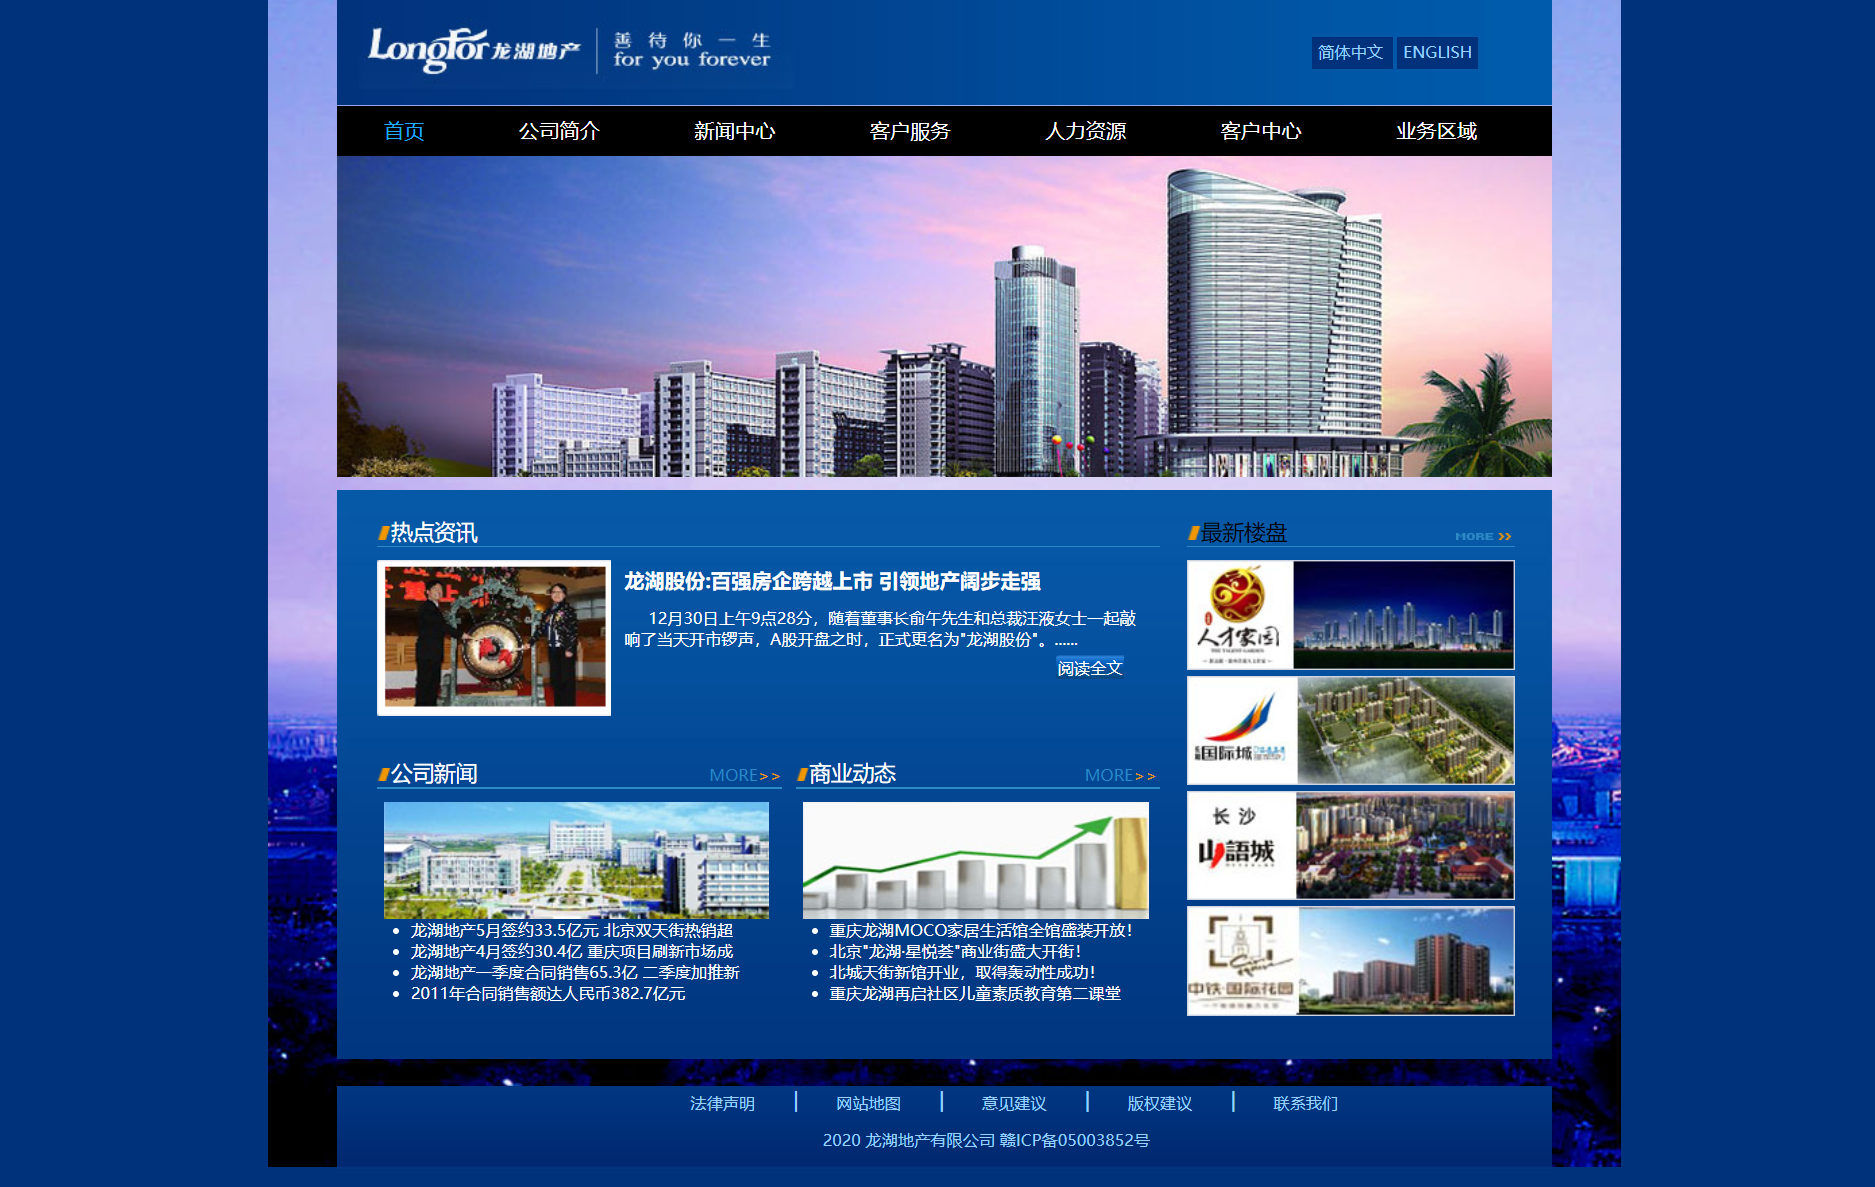 Longfor龙湖地产
善待你一生
for you forever
简体中文 ENGLISH
首页 公司简介 新闻中心 客户服务 人力资源 客户中心 业务区域
热点资讯
龙湖股份:百强房企跨越上市 引领地产阔步走强
12月30日上午9点28分，随着董事长俞午先生和总裁汪液女士一起敲
响了当天开市锣声，A股开盘之时，正式更名为"龙湖股份"。......
阅读全文
公司新闻 MORE>>
龙湖地产5月签约33.5亿元 北京双天街热销超
龙湖地产4月签约30.4亿 重庆项目刷新市场成
龙湖地产一季度合同销售65.3亿 二季度加推新
2011年合同销售额达人民币382.7亿元
商业动态 MORE>>
重庆龙湖MOCO家居生活馆全馆盛装开放！
北京"龙湖·星悦荟"商业街盛大开街！
北城天街新馆开业，取得轰动性成功！
重庆龙湖再启社区儿童素质教育第二课堂
最新楼盘 MORE >>
人才家园
THE TALENT GARDEN
国际城
长沙
山語城
中铁·国际花园
法律声明 | 网站地图 | 意见建议 | 版权建议 | 联系我们
2020 龙湖地产有限公司 赣ICP备05003852号